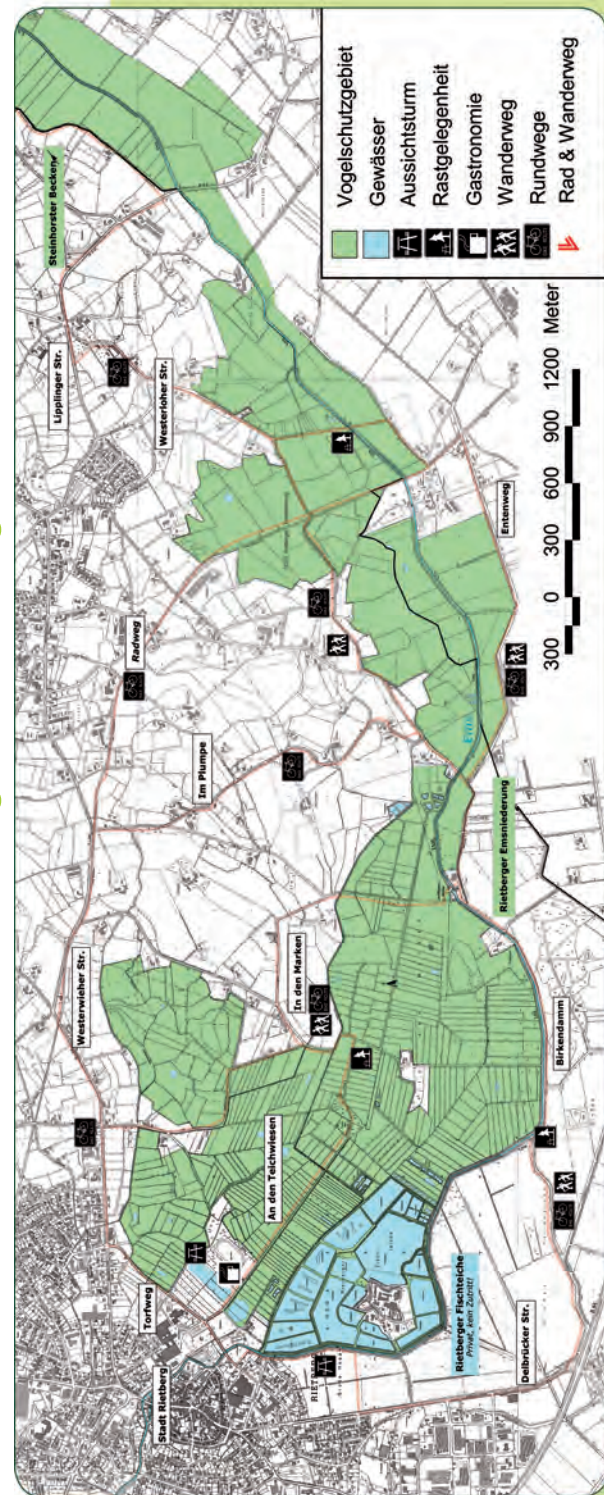 Steinhorster Becken
Lipplinger Str.
Westerloher Str.
Radweg
Im Plumpe
Westerwieher Str.
In den Marken
An den Teichwiesen
Torfweg
Stadt Rietberg
RIETBERG
Rietberger Fischteiche
Privat, kein Zutritt!
Delbrücker Str.
Birkendamm
Rietberger Emsniederung
Ems
Entenweg
300 0 300 600 900 1200 Meter
Vogelschutzgebiet
Gewässer
Aussichtsturm
Rastgelegenheit
Gastronomie
Wanderweg
Rundwege
Rad & Wanderweg